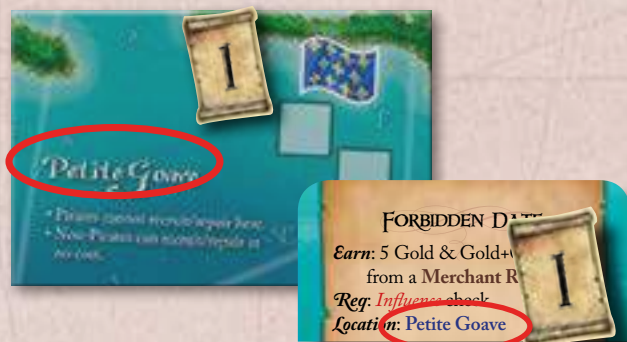 1
Petite Goave
• Pirates cannot recruit/repair here.
• Non-Pirates can recruit/repair at
no cost.
FORBIDDEN DATE
Earn: 5 Gold & Gold+
from a Merchant R
Req: Influence check
Location: Petite Goave
1